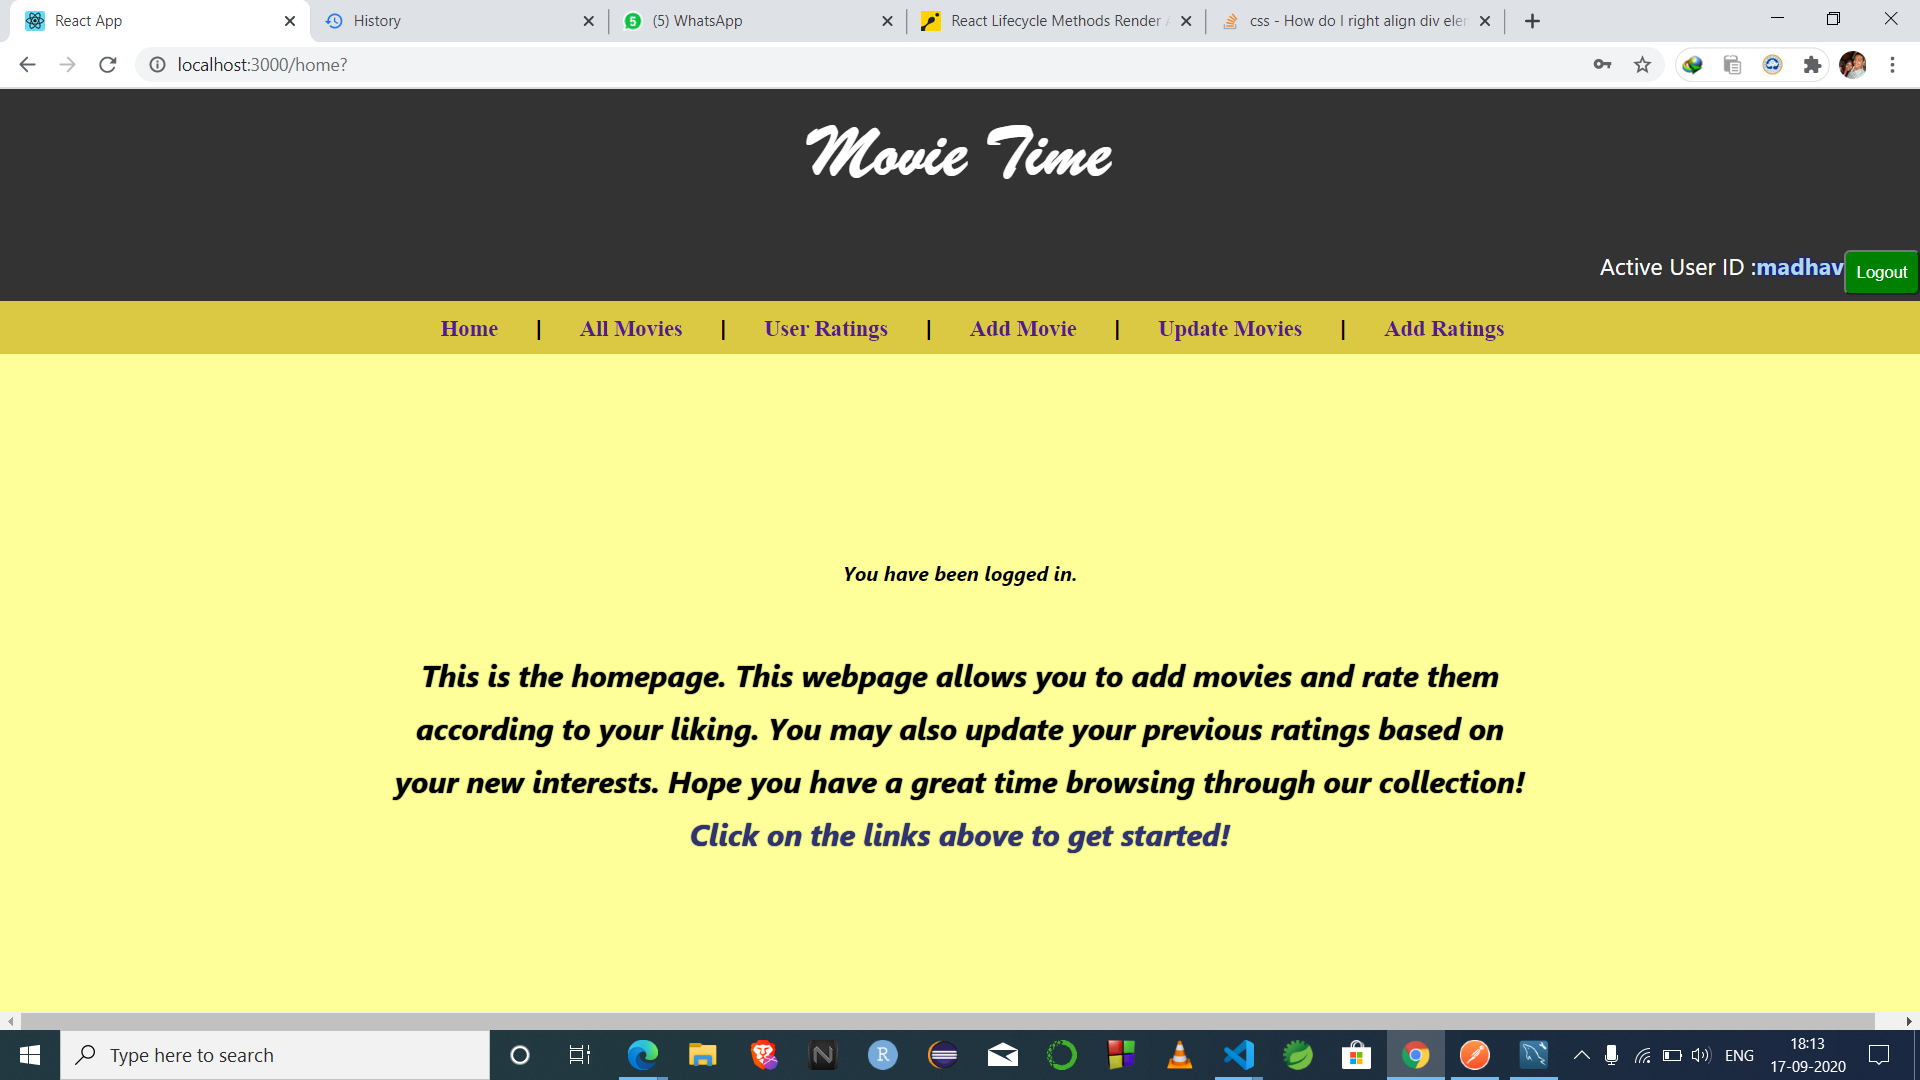 React App
History
(5) WhatsApp
React Lifecycle Methods Render
css - How do I right align div elem
localhost:3000/home?
Movie Time
Active User ID :madhav Logout
Home | All Movies | User Ratings | Add Movie | Update Movies | Add Ratings
You have been logged in.
This is the homepage. This webpage allows you to add movies and rate them
according to your liking. You may also update your previous ratings based on
your new interests. Hope you have a great time browsing through our collection!
Click on the links above to get started!
Type here to search
ENG
18:13
17-09-2020